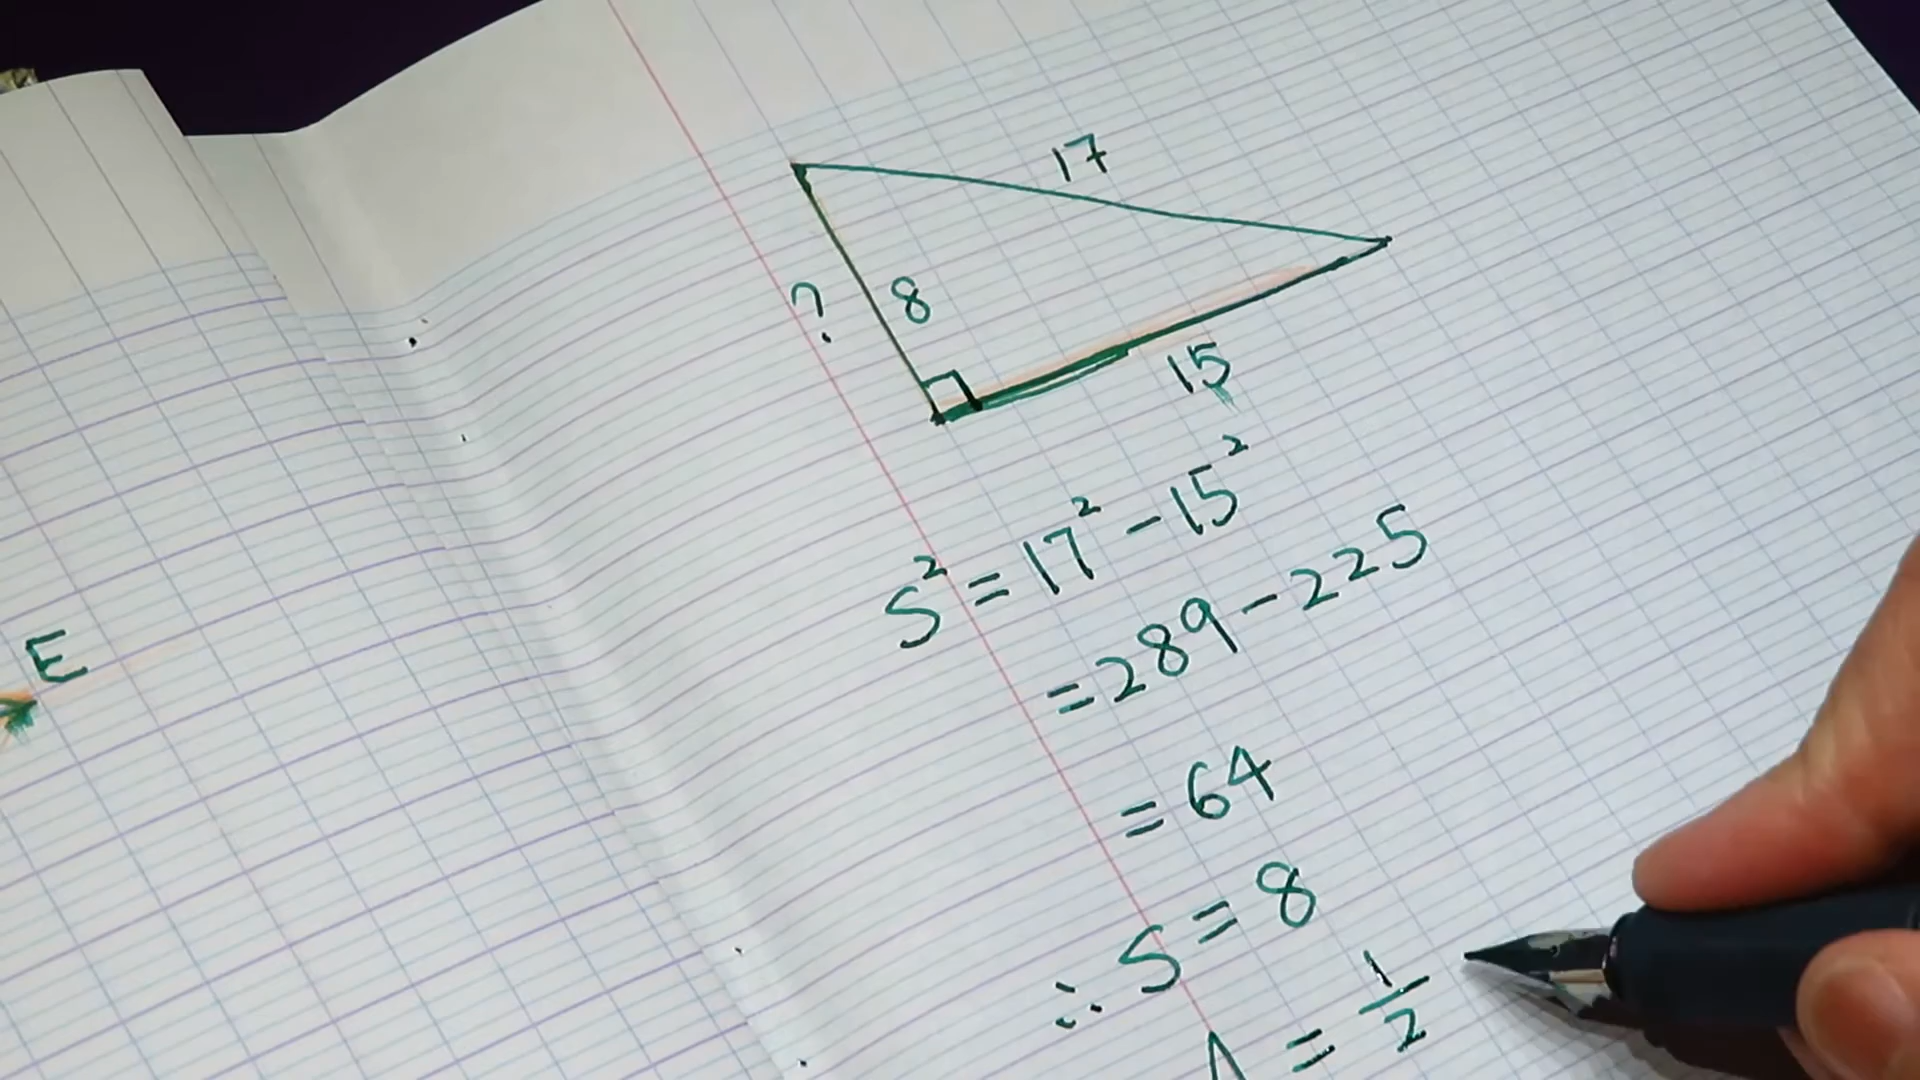 17
? 8
15
E
S² = 17² - 15²
= 289 - 225
= 64
∴ S = 8
= 1/2